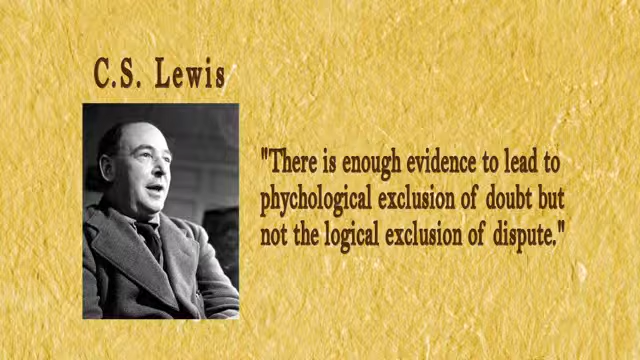 C.S. Lewis
"There is enough evidence to lead to
phychological exclusion of doubt but
not the logical exclusion of dispute."